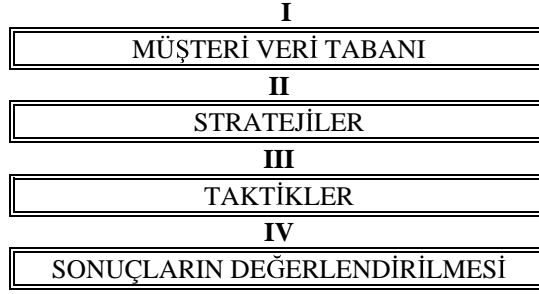 I
MÜŞTERİ VERİ TABANI
II
STRATEJİLER
III
TAKTİKLER
IV
SONUÇLARIN DEĞERLENDİRİLMESİ